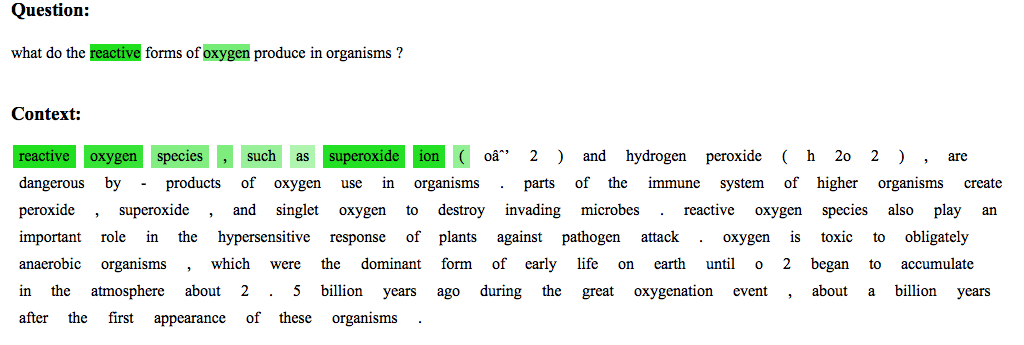 Question:
what do the reactive forms of oxygen produce in organisms ?
Context:
reactive oxygen species , such as superoxide ion ( oâˆ’ 2 ) and hydrogen peroxide ( h 2o 2 ) , are
dangerous by - products of oxygen use in organisms . parts of the immune system of higher organisms create
peroxide , superoxide , and singlet oxygen to destroy invading microbes . reactive oxygen species also play an
important role in the hypersensitive response of plants against pathogen attack . oxygen is toxic to obligately
anaerobic organisms , which were the dominant form of early life on earth until o 2 began to accumulate
in the atmosphere about 2 . 5 billion years ago during the great oxygenation event , about a billion years
after the first appearance of these organisms .